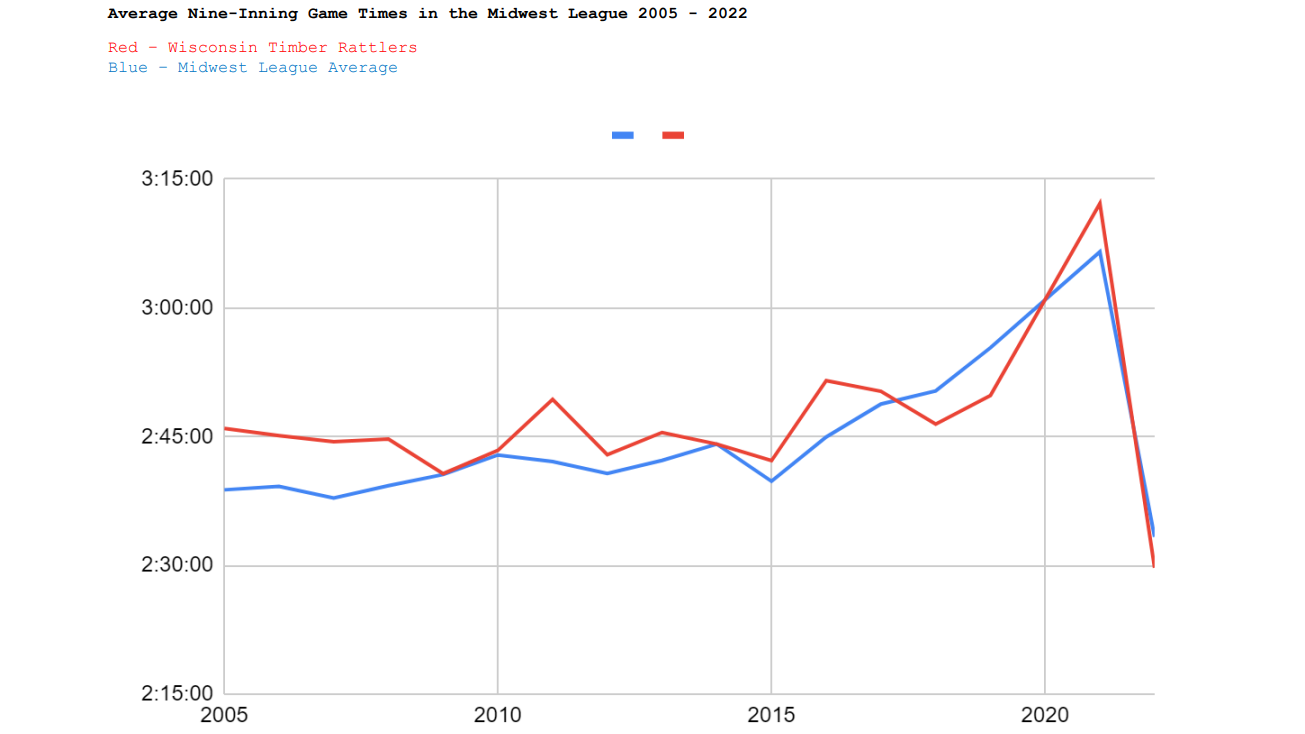 Average Nine-Inning Game Times in the Midwest League 2005 - 2022
Red - Wisconsin Timber Rattlers
Blue - Midwest League Average
3:15:00
3:00:00
2:45:00
2:30:00
2:15:00
2005 2010 2015 2020